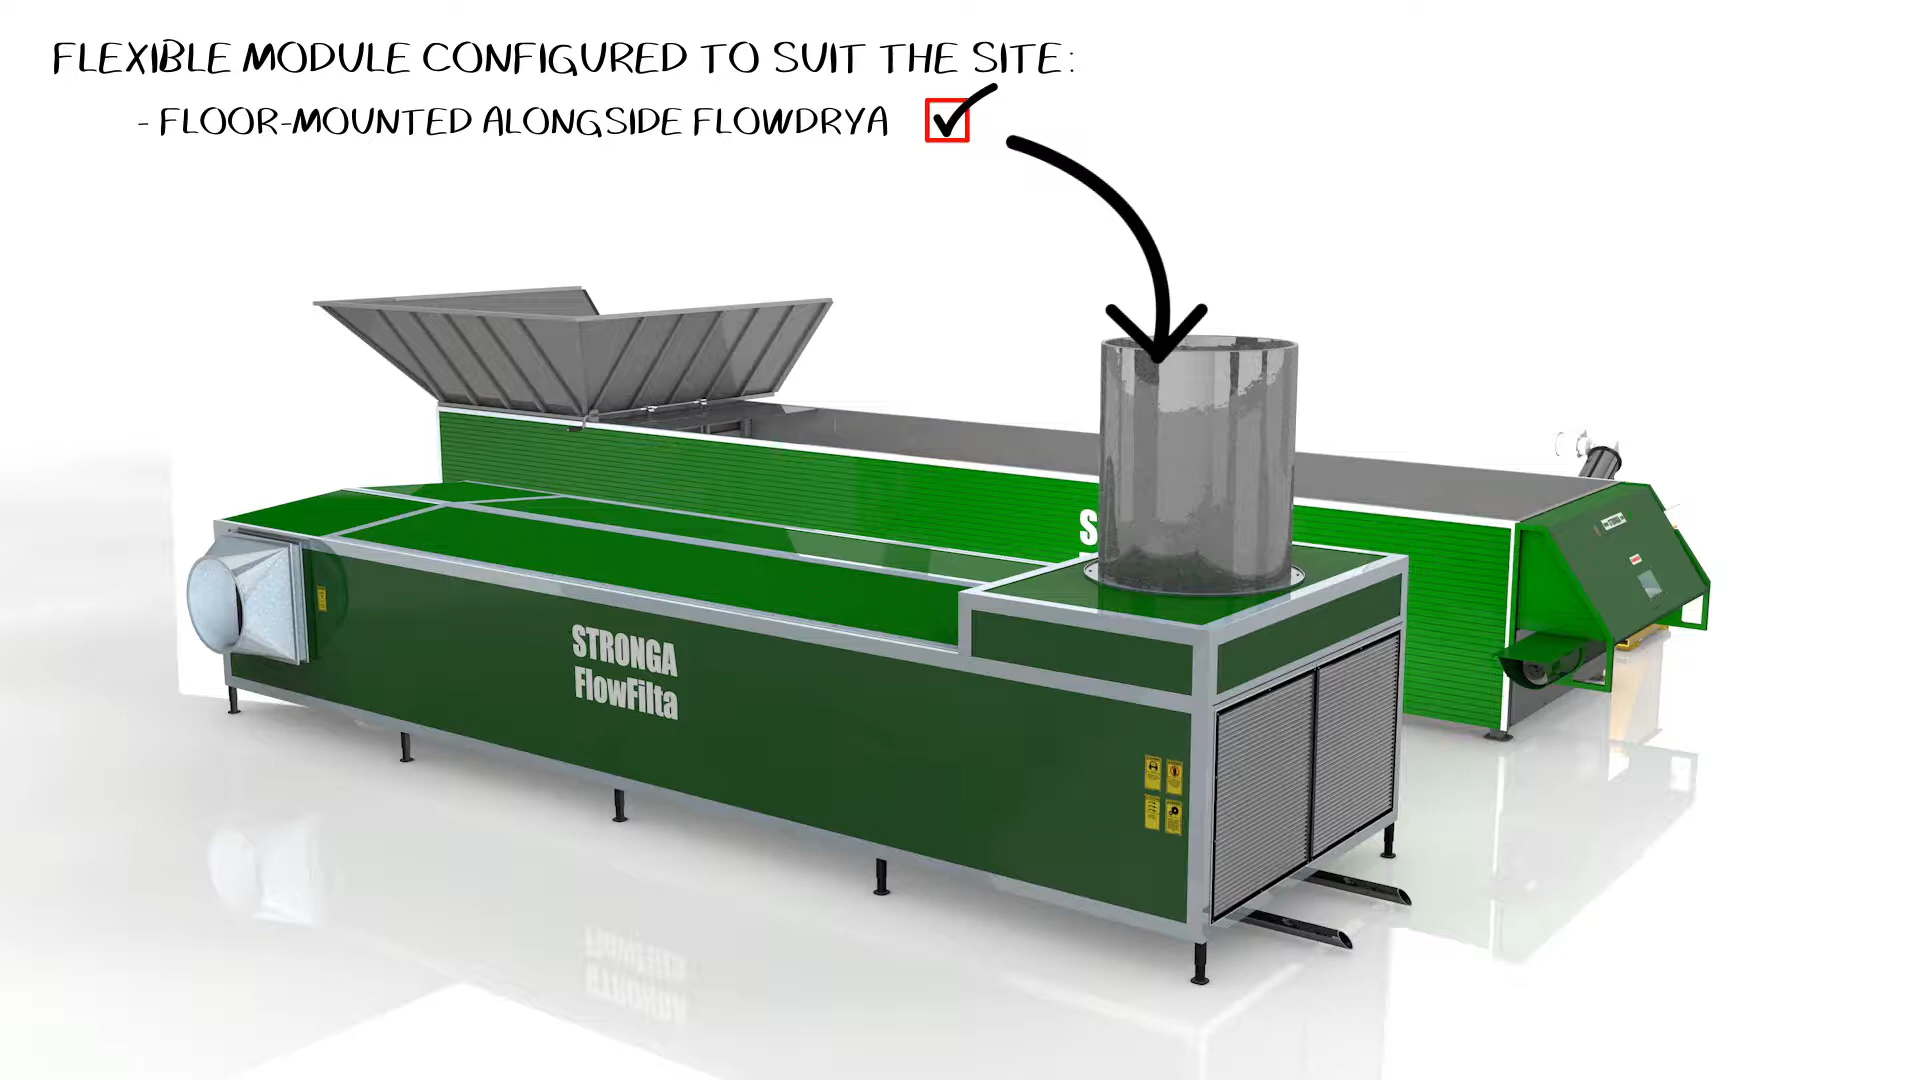 FLEXIBLE MODULE CONFIGURED TO SUIT THE SITE:
- FLOOR-MOUNTED ALONGSIDE FLOWDRYA
S
STRONGA
FlowFilta